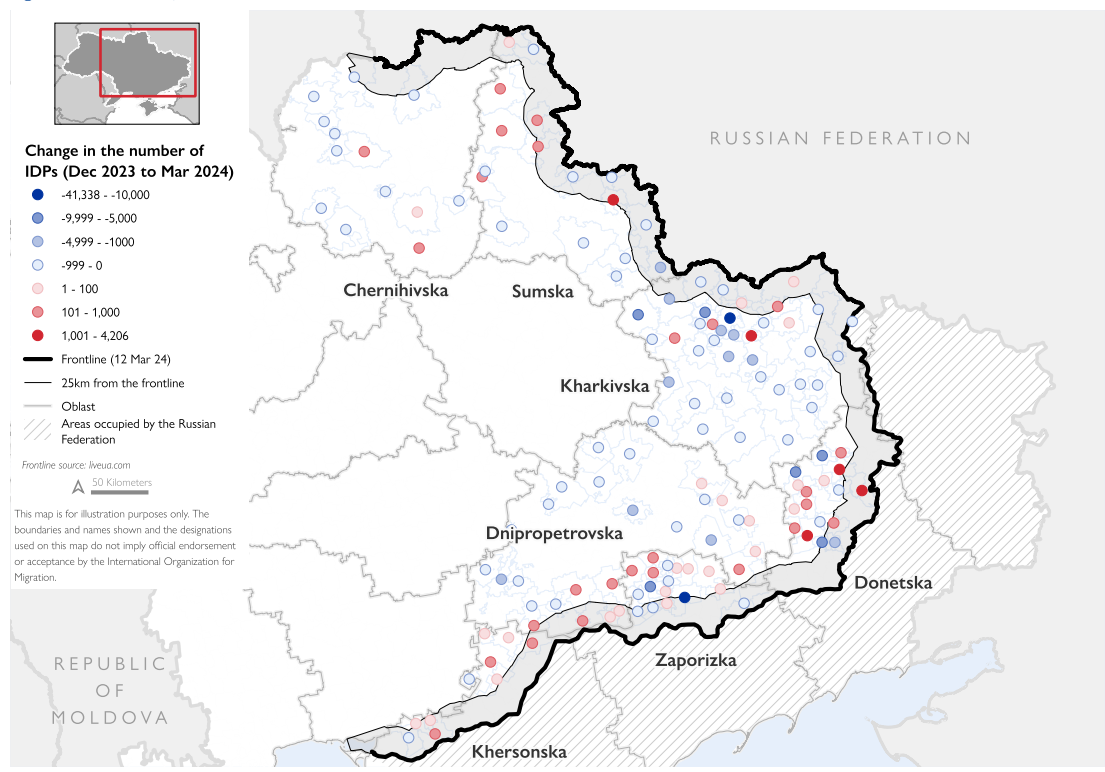 Change in the number of
IDPs (Dec 2023 to Mar 2024)
-41,338 - -10,000
-9,999 - -5,000
-4,999 - -1000
-999 - 0
1 - 100
101 - 1,000
1,001 - 4,206
Frontline (12 Mar 24)
25km from the frontline
Oblast
Areas occupied by the Russian
Federation
Frontline source: liveua.com
50 Kilometers
This map is for illustration purposes only. The
boundaries and names shown and the designations
used on this map do not imply official endorsement
or acceptance by the International Organization for
Migration.
RUSSIAN FEDERATION
Chernihivska
Sumska
Kharkivska
Dnipropetrovska
Donetska
Zaporizka
Khersonska
REPUBLIC
OF
MOLDOVA